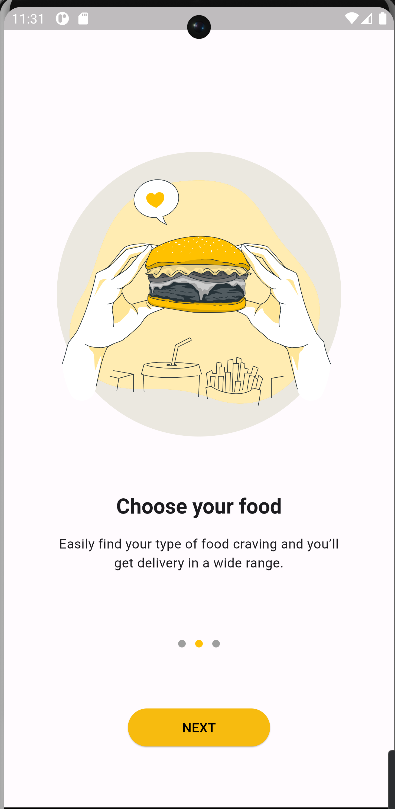 11:31
Choose your food
Easily find your type of food craving and you'll
get delivery in a wide range.
NEXT